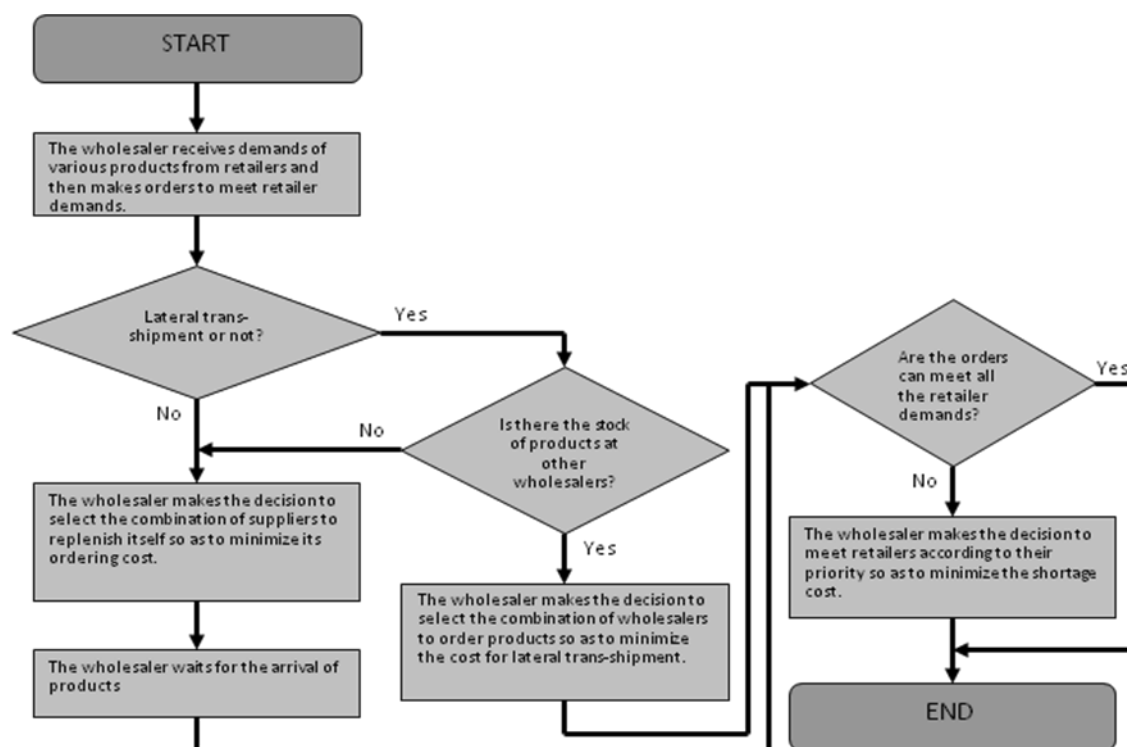 START
The wholesaler receives demands of
various products from retailers and
then makes orders to meet retailer
demands.
Lateral trans-
shipment or not?
Yes
No
Is there the stock
of products at
other
wholesalers?
No
Yes
The wholesaler makes the decision to
select the combination of suppliers to
replenish itself so as to minimize its
ordering cost.
The wholesaler waits for the arrival of
products
The wholesaler makes the decision to
select the combination of wholesalers
to order products so as to minimize
the cost for lateral trans-shipment.
Are the orders
can meet all
the retailer
demands?
Yes
No
The wholesaler makes the decision to
meet retailers according to their
priority so as to minimize the shortage
cost.
END